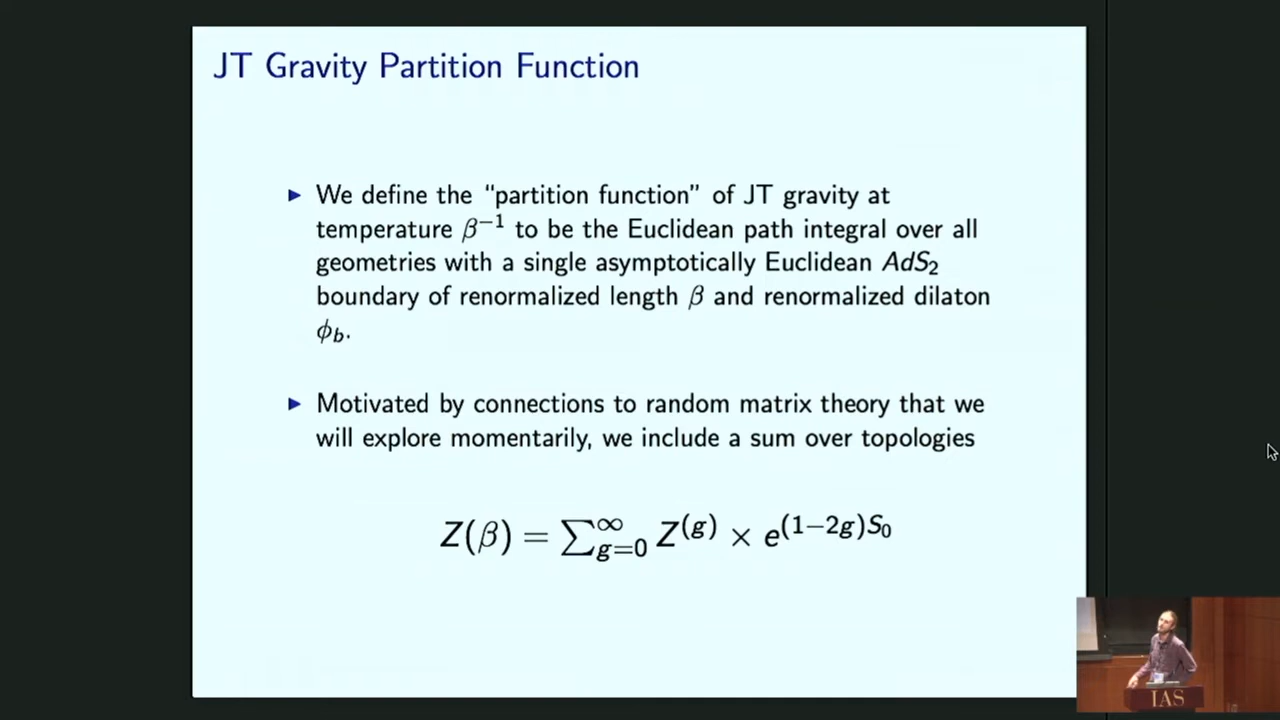 JT Gravity Partition Function
▶ We define the “partition function” of JT gravity at
temperature β⁻¹ to be the Euclidean path integral over all
geometries with a single asymptotically Euclidean AdS₂
boundary of renormalized length β and renormalized dilaton
ϕ_b.
▶ Motivated by connections to random matrix theory that we
will explore momentarily, we include a sum over topologies
Z(β) = ∑_{g=0}^{∞} Z^{(g)} × e^{(1−2g)S₀}
IAS